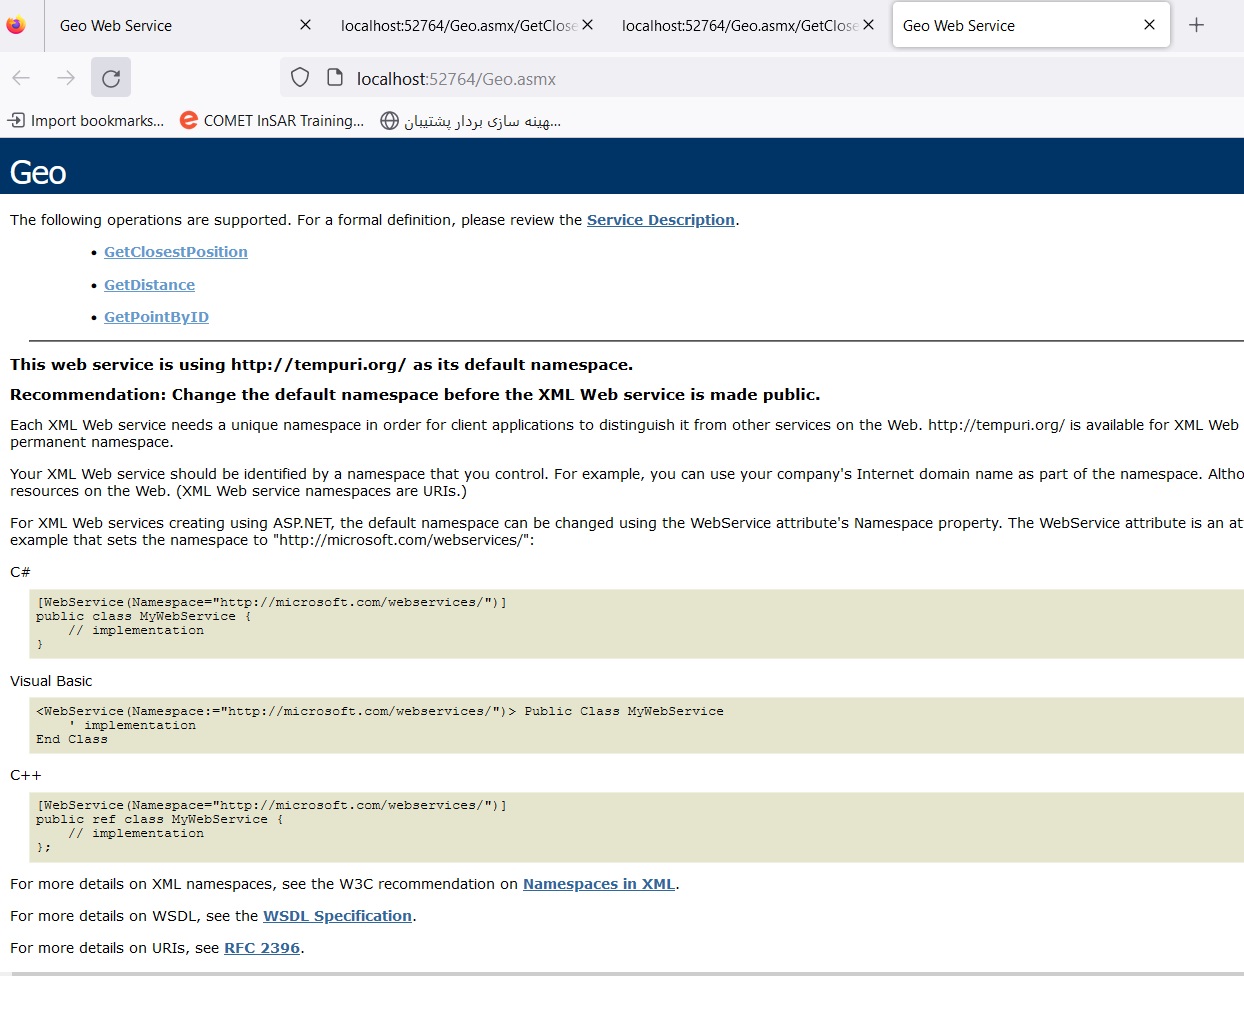 Geo Web Service
localhost:52764/Geo.asmx/GetClose
localhost:52764/Geo.asmx/GetClose
Geo Web Service
localhost:52764/Geo.asmx
Import bookmarks...
COMET InSAR Training...
هینه سازی بردار پشتیبان...
Geo
The following operations are supported. For a formal definition, please review the Service Description.
• GetClosestPosition
• GetDistance
• GetPointByID
This web service is using http://tempuri.org/ as its default namespace.
Recommendation: Change the default namespace before the XML Web service is made public.
Each XML Web service needs a unique namespace in order for client applications to distinguish it from other services on the Web. http://tempuri.org/ is available for XML Web
permanent namespace.
Your XML Web service should be identified by a namespace that you control. For example, you can use your company's Internet domain name as part of the namespace. Altho
resources on the Web. (XML Web service namespaces are URIs.)
For XML Web services creating using ASP.NET, the default namespace can be changed using the WebService attribute's Namespace property. The WebService attribute is an at
example that sets the namespace to "http://microsoft.com/webservices/":
C#
[WebService(Namespace="http://microsoft.com/webservices/")]
public class MyWebService {
// implementation
}
Visual Basic
<WebService(Namespace:="http://microsoft.com/webservices/")> Public Class MyWebService
' implementation
End Class
C++
[WebService(Namespace="http://microsoft.com/webservices/")]
public ref class MyWebService {
// implementation
};
For more details on XML namespaces, see the W3C recommendation on Namespaces in XML.
For more details on WSDL, see the WSDL Specification.
For more details on URIs, see RFC 2396.